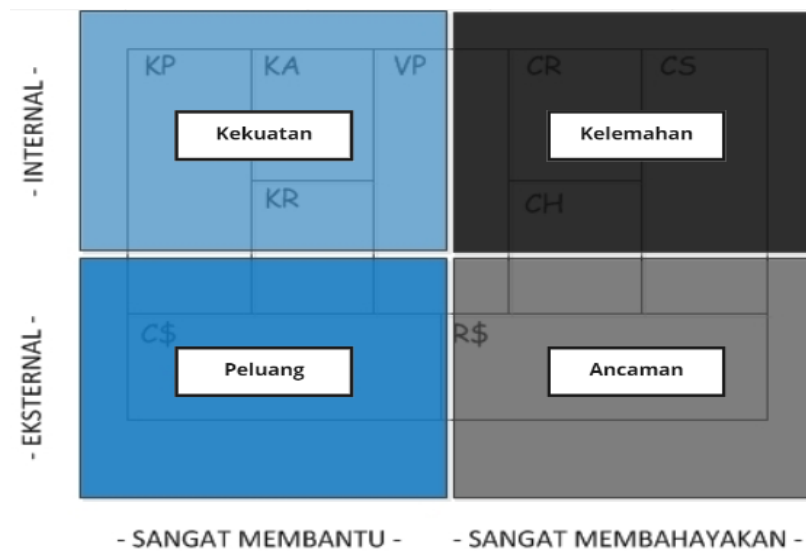 - INTERNAL -
KP
KA
VP
CR
CS
Kekuatan
Kelemahan
KR
CH
- EKSTERNAL -
C$
R$
Peluang
Ancaman
- SANGAT MEMBANTU -
- SANGAT MEMBAHAYAKAN -